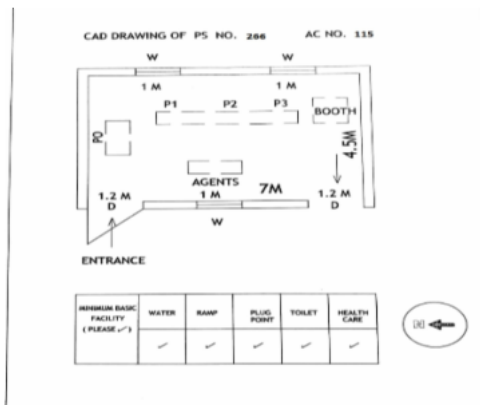 CAD DRAWING OF PS NO. 266 AC NO. 115
W W
1 M 1 M
P1 P2 P3
BOOTH
PO
4.5M
AGENTS
1.2 M 1 M 7M 1.2 M
D D
W
ENTRANCE
MINIMUM BASIC FACILITY ( PLEASE ✓ ) WATER RAMP PLUG POINT TOILET HEALTH CARE
✓ ✓ ✓ ✓ ✓